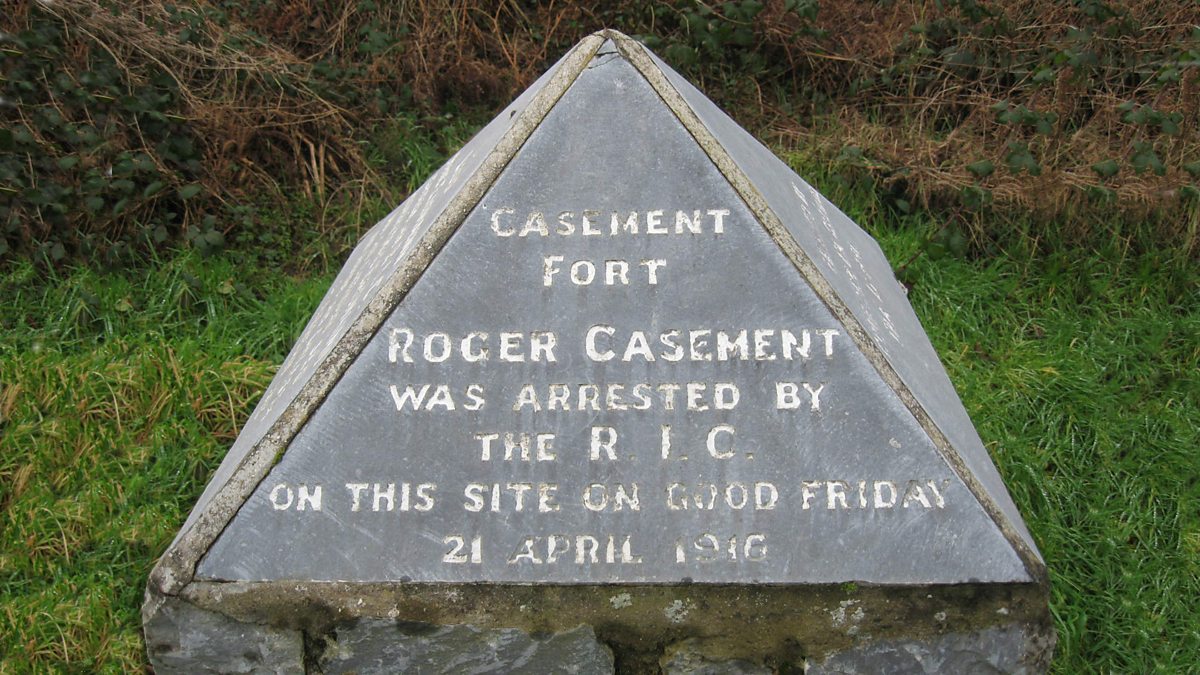 CASEMENT
FORT
ROGER CASEMENT
WAS ARRESTED BY
THE R. I. C.
ON THIS SITE ON GOOD FRIDAY
21 APRIL 1916